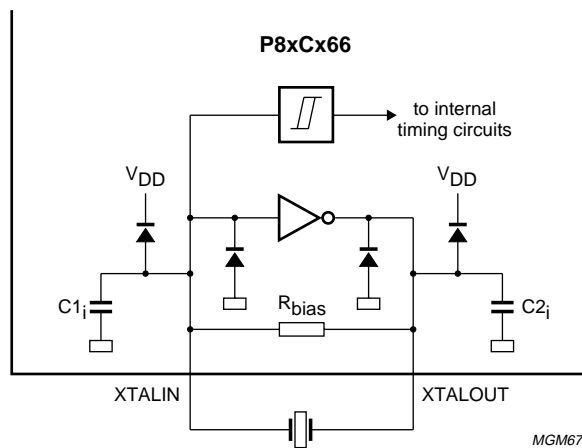 P8xCx66
to internal
timing circuits
VDD
VDD
C1i
Rbias
C2i
XTALIN
XTALOUT
MGM67